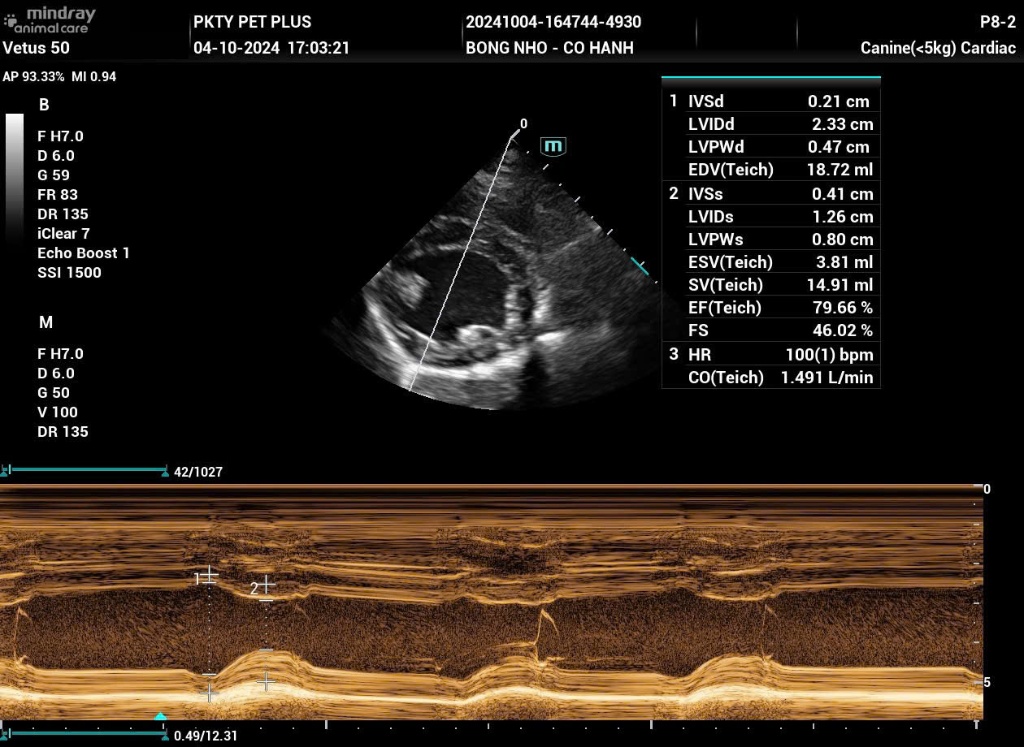 mindray
animal care
Vetus 50
PKTY PET PLUS
04-10-2024 17:03:21
20241004-164744-4930
BONG NHO - CO HANH
P8-2
Canine(<5kg) Cardiac
AP 93.33% MI 0.94
B
F H7.0
D 6.0
G 59
FR 83
DR 135
iClear 7
Echo Boost 1
SSI 1500
M
F H7.0
D 6.0
G 50
V 100
DR 135
0
m
1 IVSd 0.21 cm
LVIDd 2.33 cm
LVPWd 0.47 cm
EDV(Teich) 18.72 ml
2 IVSs 0.41 cm
LVIDs 1.26 cm
LVPWs 0.80 cm
ESV(Teich) 3.81 ml
SV(Teich) 14.91 ml
EF(Teich) 79.66 %
FS 46.02 %
3 HR 100(1) bpm
CO(Teich) 1.491 L/min
42/1027
0
1
2
5
0.49/12.31